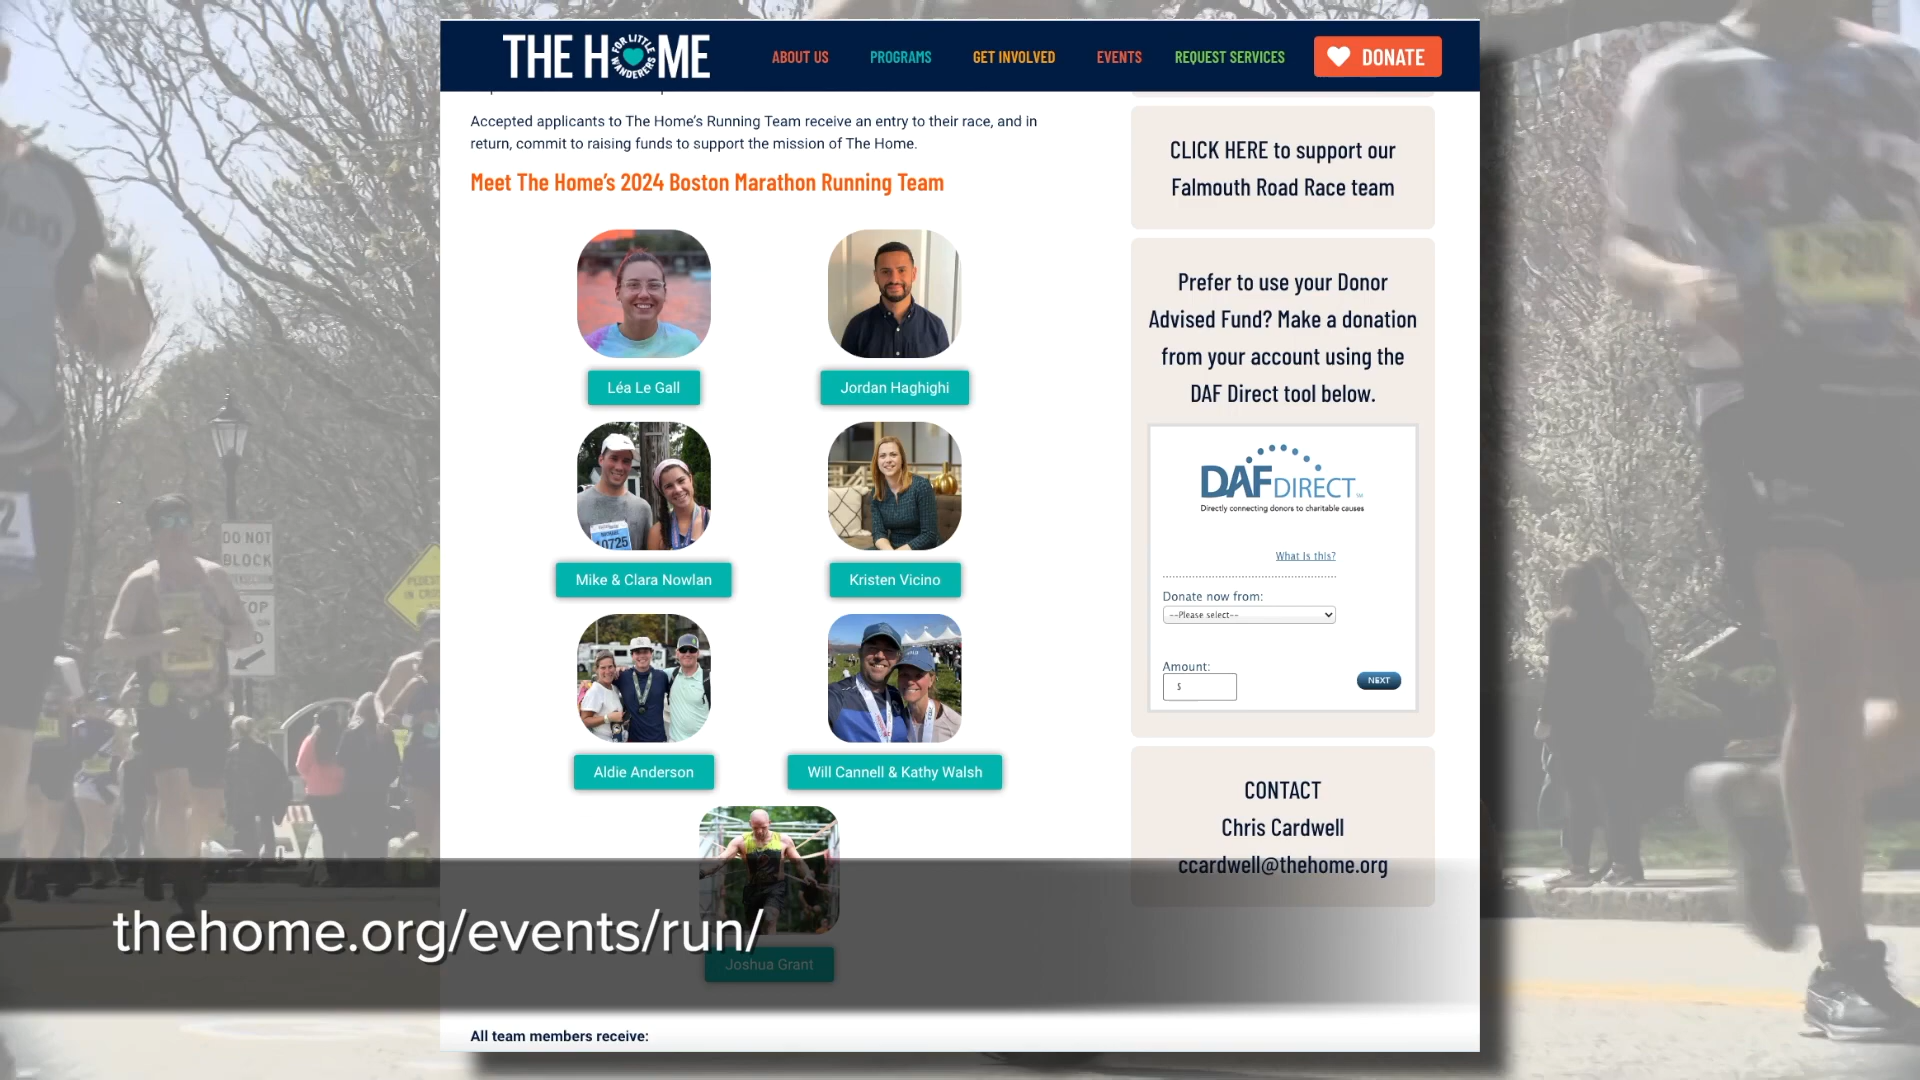 THE HOME
FOR LITTLE WANDERERS
ABOUT US
PROGRAMS
GET INVOLVED
EVENTS
REQUEST SERVICES
DONATE
Accepted applicants to The Home's Running Team receive an entry to their race, and in
return, commit to raising funds to support the mission of The Home.
Meet The Home's 2024 Boston Marathon Running Team
Léa Le Gall
Jordan Haghighi
10725
Mike & Clara Nowlan
Kristen Vicino
Aldie Anderson
Will Cannell & Kathy Walsh
Joshua Grant
All team members receive:
CLICK HERE to support our
Falmouth Road Race team
Prefer to use your Donor
Advised Fund? Make a donation
from your account using the
DAF Direct tool below.
DAFDIRECT
Directly connecting donors to charitable causes
What is this?
Donate now from:
--Please select--
Amount:
$
NEXT
CONTACT
Chris Cardwell
ccardwell@thehome.org
thehome.org/events/run/
DO NOT
BLOCK